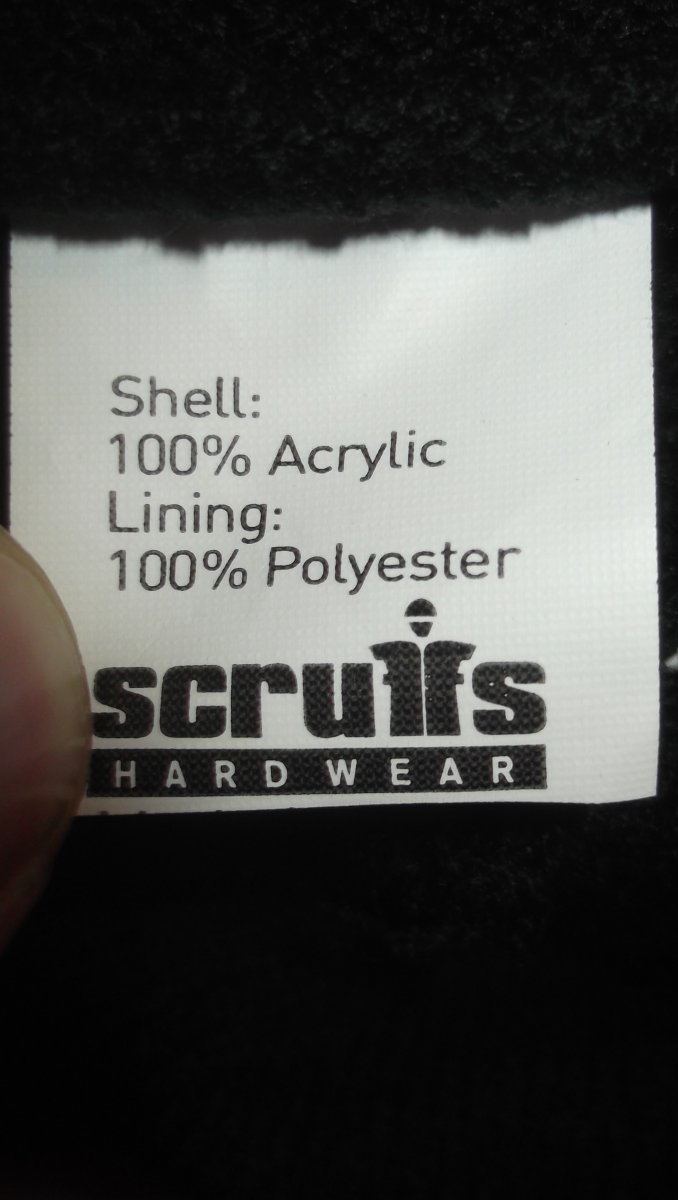 Shell:
100% Acrylic
Lining:
100% Polyester
scruffs
HARDWEAR